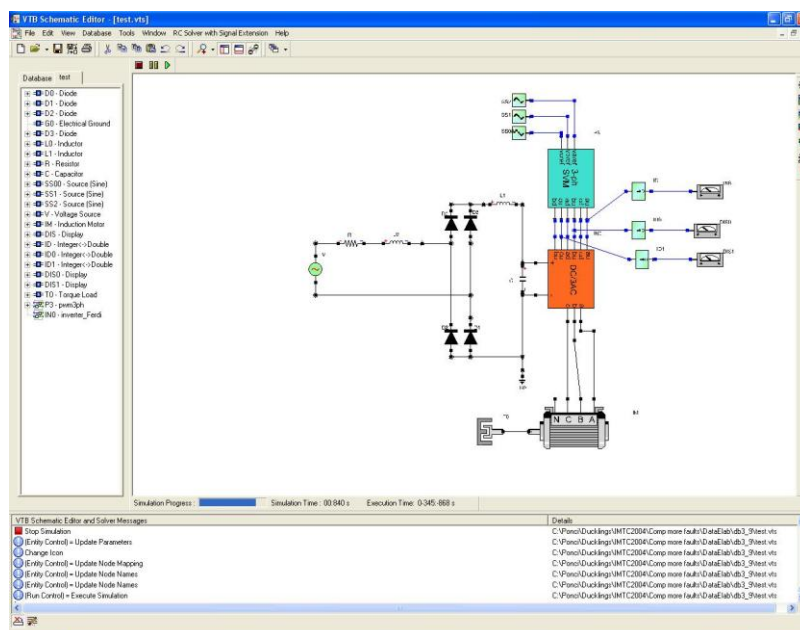 VTB Schematic Editor - [test.vts]
File Edit View Database Tools Window RC Solver with Signal Extension Help
Database test
D0 - Diode
D1 - Diode
D2 - Diode
G0 - Electrical Ground
D3 - Diode
L0 - Inductor
L1 - Inductor
R - Resistor
C - Capacitor
SS00 - Source (Sine)
SS1 - Source (Sine)
SS2 - Source (Sine)
V - Voltage Source
IM - Induction Motor
DIS - Display
ID - Integer<->Double
ID0 - Integer<->Double
ID1 - Integer<->Double
DIS0 - Display
DIS1 - Display
T0 - Torque Load
P3 - pwm3ph
IN0 - inverter_Ferdi
3-ph
SVM
L1
ID1
DC/3AC
N C B A
IM
T0
Simulation Progress : Simulation Time : 00:840 s Execution Time: 0-345:-868 s
VTB Schematic Editor and Solver Messages Details
Stop Simulation C:\Ponci\Ducklings\IMTC2004\Comp more faults\DataElab\db3_9\test.vts
(Entity Control) = Update Parameters C:\Ponci\Ducklings\IMTC2004\Comp more faults\DataElab\db3_9\test.vts
Change Icon C:\Ponci\Ducklings\IMTC2004\Comp more faults\DataElab\db3_9\test.vts
(Entity Control) = Update Node Mapping C:\Ponci\Ducklings\IMTC2004\Comp more faults\DataElab\db3_9\test.vts
(Entity Control) = Update Node Names C:\Ponci\Ducklings\IMTC2004\Comp more faults\DataElab\db3_9\test.vts
(Entity Control) = Update Node Names C:\Ponci\Ducklings\IMTC2004\Comp more faults\DataElab\db3_9\test.vts
(Run Control) = Execute Simulation C:\Ponci\Ducklings\IMTC2004\Comp more faults\DataElab\db3_9\test.vts